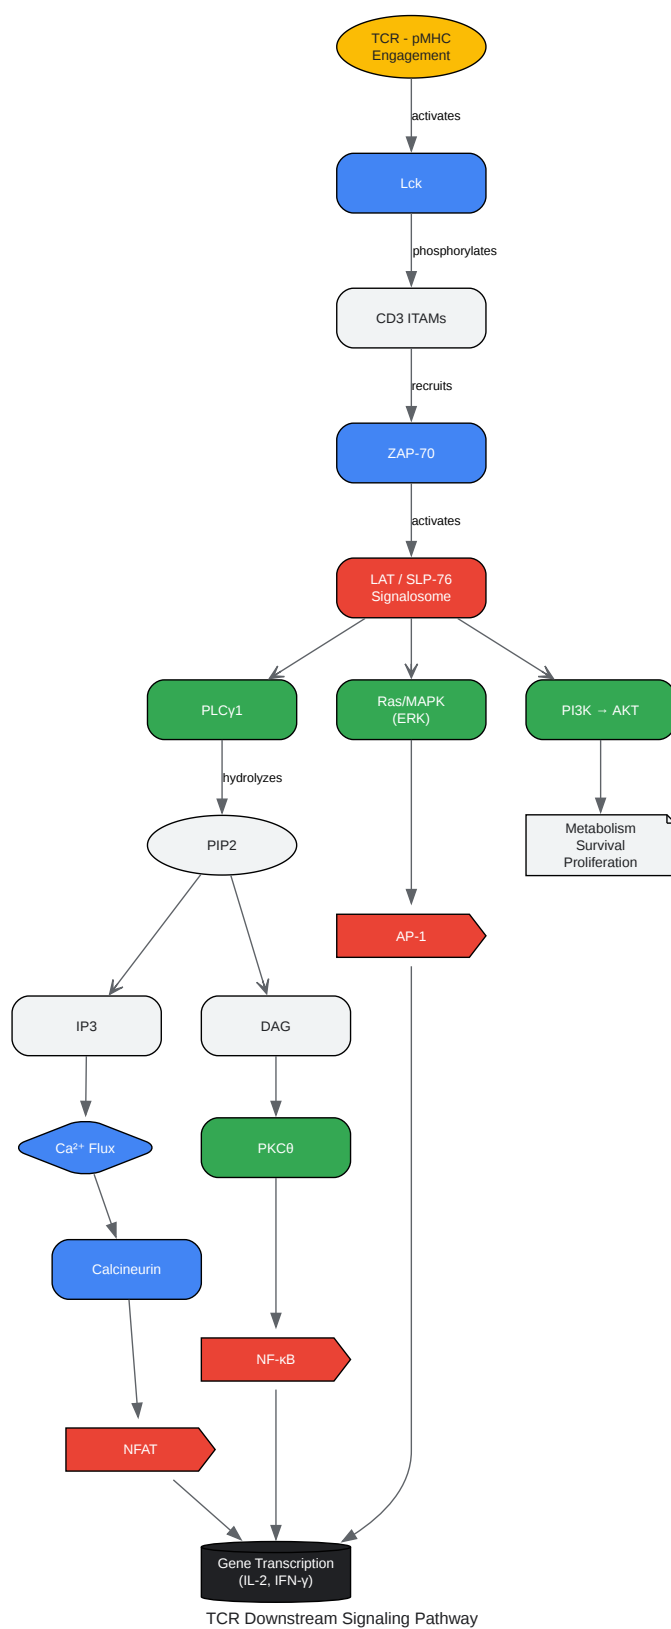 TCR - pMHC
Engagement
activates
Lck
phosphorylates
CD3 ITAMs
recruits
ZAP-70
activates
LAT / SLP-76
Signalosome
PLCγ1
Ras/MAPK
(ERK)
PI3K → AKT
hydrolyzes
PIP2
Metabolism
Survival
Proliferation
AP-1
IP3
DAG
Ca²⁺ Flux
PKCθ
Calcineurin
NF-κB
NFAT
Gene Transcription
(IL-2, IFN-γ)
TCR Downstream Signaling Pathway